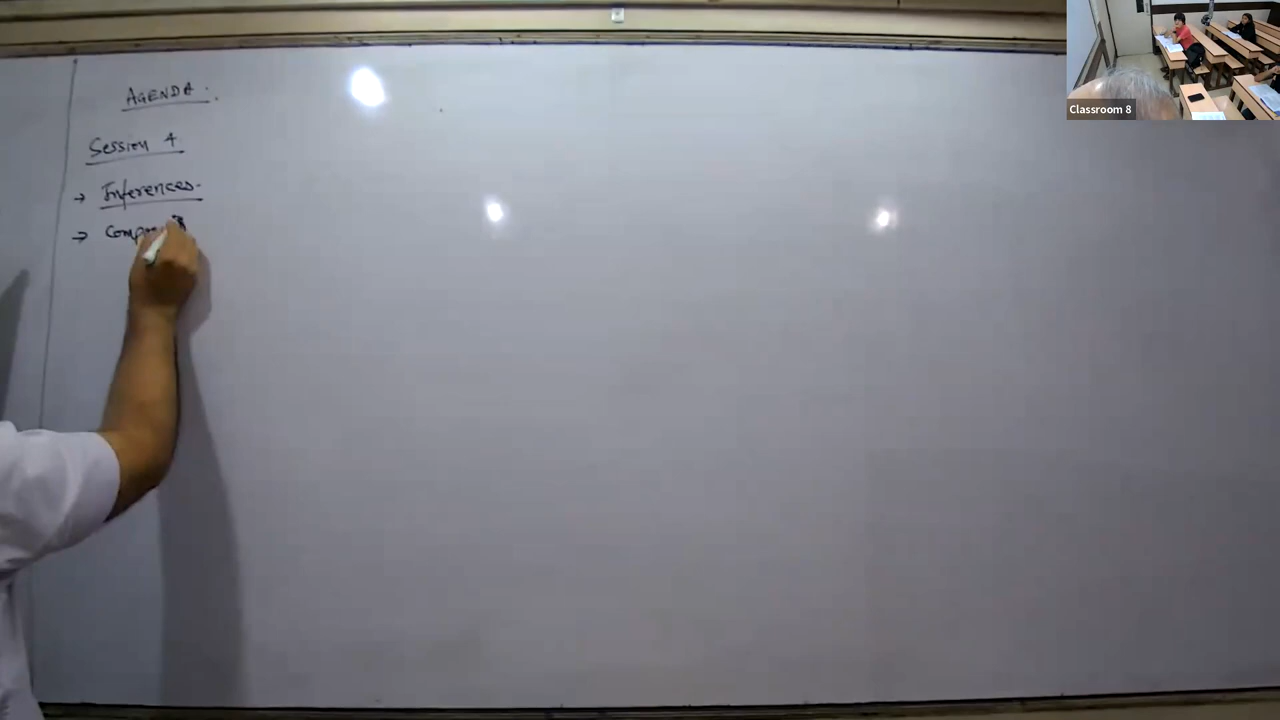 AGENDA.
Session 4
→ Inferences-
→
Classroom 8